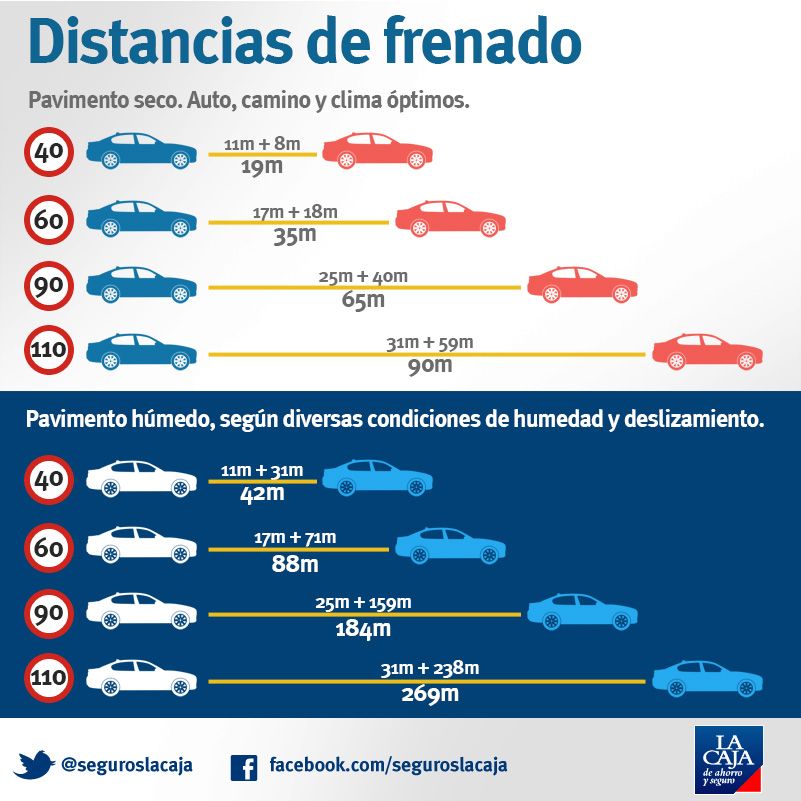 Distancias de frenado
Pavimento seco. Auto, camino y clima óptimos.
40
11m + 8m
19m
60
17m + 18m
35m
90
25m + 40m
65m
110
31m + 59m
90m
Pavimento húmedo, según diversas condiciones de humedad y deslizamiento.
40
11m + 31m
42m
60
17m + 71m
88m
90
25m + 159m
184m
110
31m + 238m
269m
@seguroslacaja
facebook.com/seguroslacaja
LA
CAJA
de ahorro
y seguro